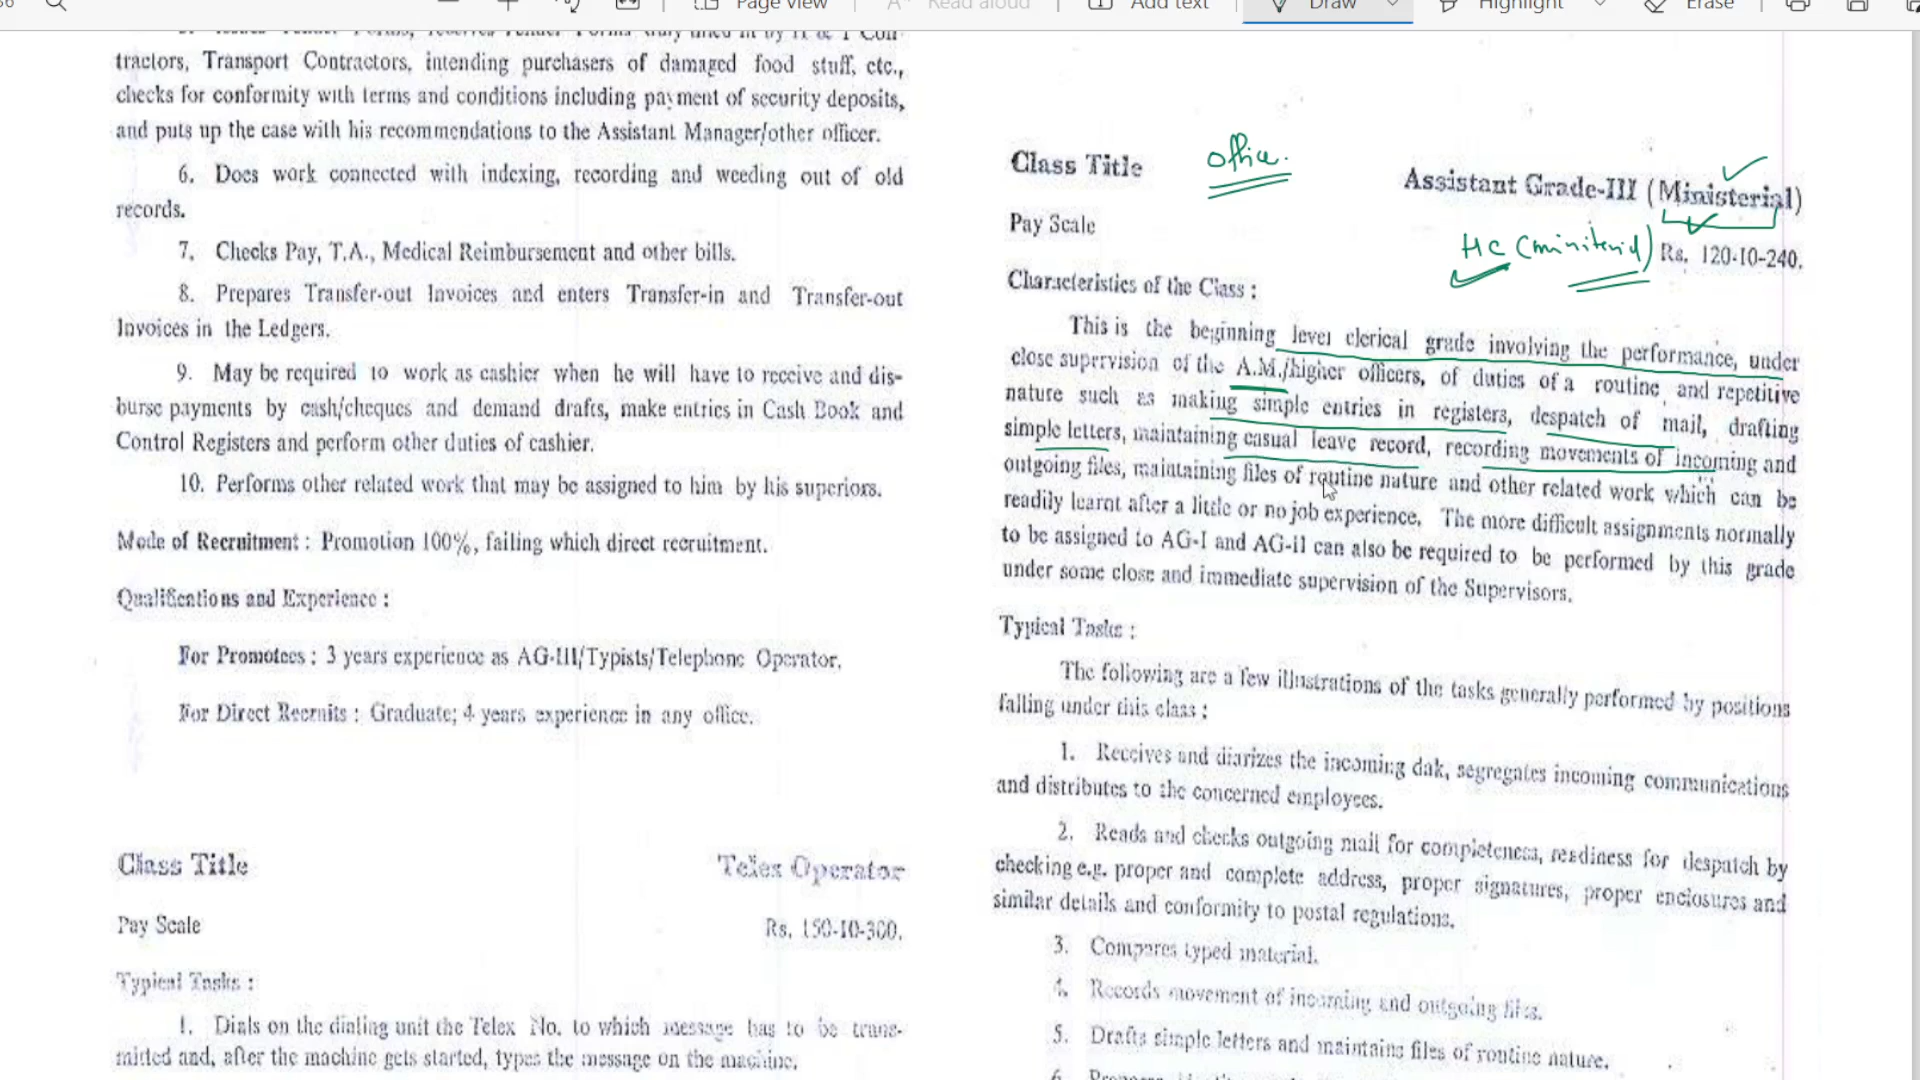 Page view
Read aloud
Add text
Draw
Highlight
Erase
tractors, Transport Contractors, intending purchasers of damaged food stuff, etc.,
checks for conformity with terms and conditions including payment of security deposits,
and puts up the case with his recommendations to the Assistant Manager/other officer.
6. Does work connected with indexing, recording and weeding out of old
records.
7. Checks Pay, T.A., Medical Reimbursement and other bills.
8. Prepares Transfer-out Invoices and enters Transfer-in and Transfer-out
Invoices in the Ledgers.
9. May be required to work as cashier when he will have to receive and dis-
burse payments by cash/cheques and demand drafts, make entries in Cash Book and
Control Registers and perform other duties of cashier.
10. Performs other related work that may be assigned to him by his superiors.
Mode of Recruitment : Promotion 100%, failing which direct recruitment.
Qualifications and Experience :
For Promotees : 3 years experience as AG-III/Typists/Telephone Operator.
For Direct Recruits : Graduate; 4 years experience in any office.
Class Title Telex Operator
Pay Scale Rs. 150-10-300.
Typical Tasks :
1. Dials on the dialing unit the Telex No. to which message has to be trans-
mitted and, after the machine gets started, types the message on the machine.
Class Title office. Assistant Grade-III (Ministerial)
Pay Scale HC (ministerial) Rs. 120-10-240.
Characteristics of the Class :
This is the beginning level clerical grade involving the performance, under
close supervision of the A.M./higher officers, of duties of a routine and repetitive
nature such as making simple entries in registers, despatch of mail, drafting
simple letters, maintaining casual leave record, recording movements of incoming and
outgoing files, maintaining files of routine nature and other related work which can be
readily learnt after a little or no job experience. The more difficult assignments normally
to be assigned to AG-I and AG-II can also be required to be performed by this grade
under some close and immediate supervision of the Supervisors.
Typical Tasks :
The following are a few illustrations of the tasks generally performed by positions
falling under this class :
1. Receives and diarizes the incoming dak, segregates incoming communications
and distributes to the concerned employees.
2. Reads and checks outgoing mail for completeness, readiness for despatch by
checking e.g. proper and complete address, proper signatures, proper enclosures and
similar details and conformity to postal regulations.
3. Compares typed material.
4. Records movement of incoming and outgoing files.
5. Drafts simple letters and maintains files of routine nature.